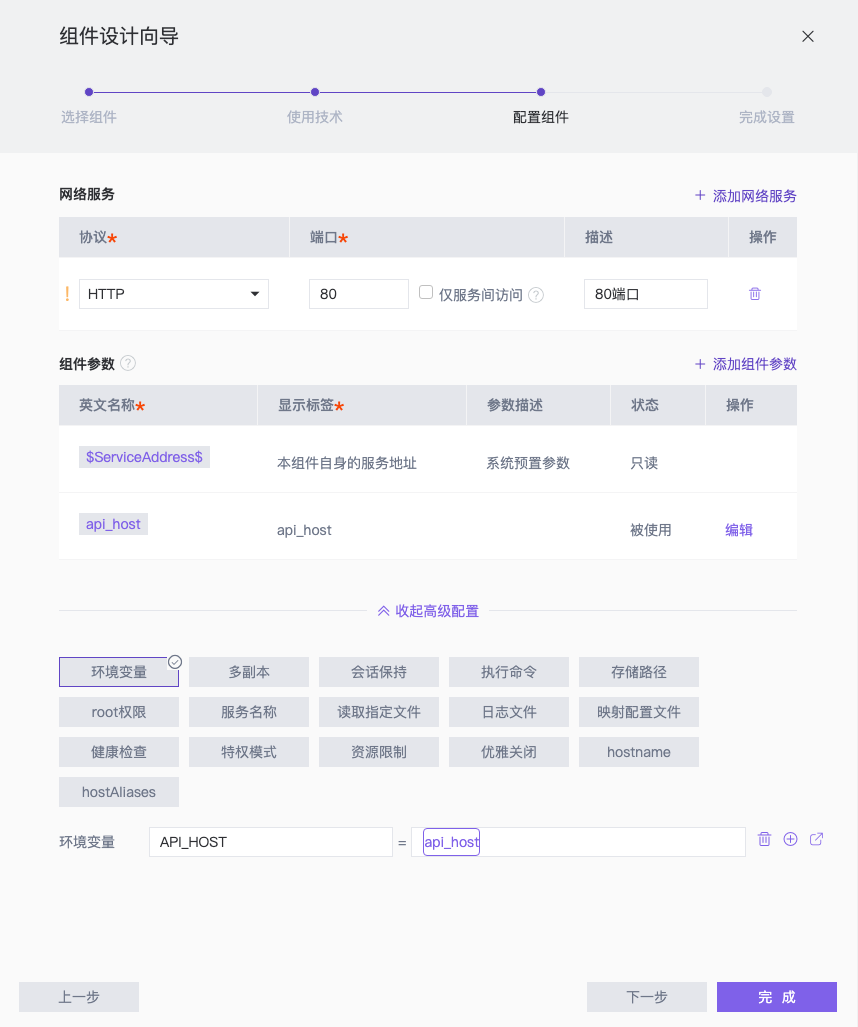 组件设计向导
选择组件 使用技术 配置组件 完成设置
网络服务 + 添加网络服务
协议* 端口* 描述 操作
! HTTP 80 仅服务间访问 ? 80端口
组件参数 ? + 添加组件参数
英文名称* 显示标签* 参数描述 状态 操作
$ServiceAddress$ 本组件自身的服务地址 系统预置参数 只读
api_host api_host 被使用 编辑
收起高级配置
环境变量 多副本 会话保持 执行命令 存储路径
root权限 服务名称 读取指定文件 日志文件 映射配置文件
健康检查 特权模式 资源限制 优雅关闭 hostname
hostAliases
环境变量 API_HOST = api_host
上一步 下一步 完 成